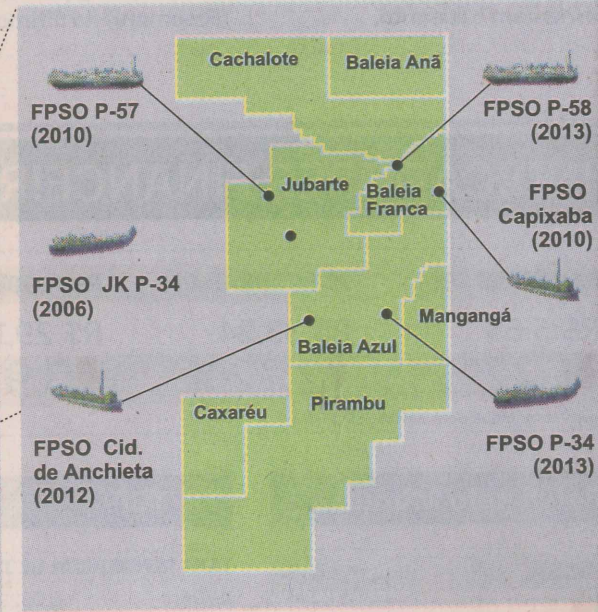 Cachalote
Baleia Anã
FPSO P-57
(2010)
FPSO P-58
(2013)
Jubarte
Baleia
Franca
FPSO
Capixaba
(2010)
FPSO JK P-34
(2006)
Mangangá
Baleia Azul
Caxaréu
Pirambu
FPSO Cid.
de Anchieta
(2012)
FPSO P-34
(2013)